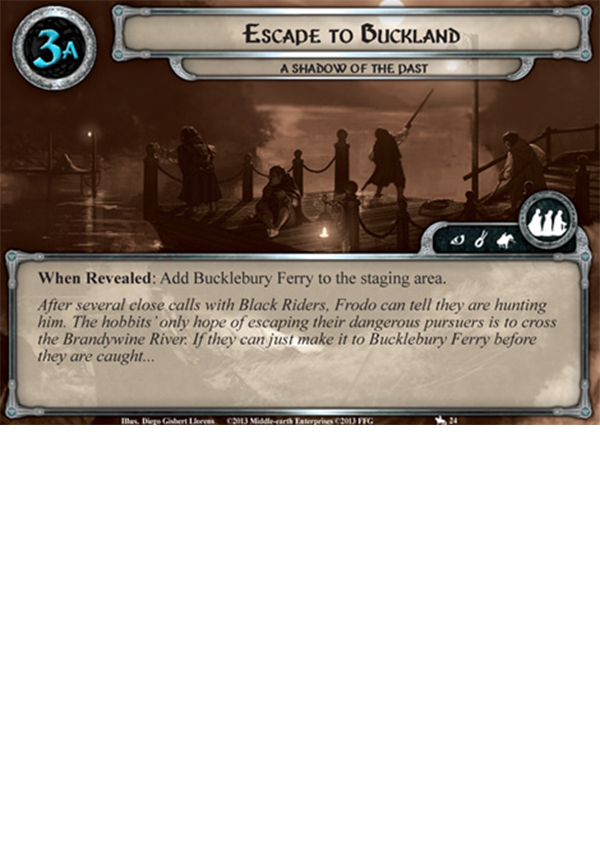 3A
ESCAPE TO BUCKLAND
A SHADOW OF THE PAST
When Revealed: Add Bucklebury Ferry to the staging area.
After several close calls with Black Riders, Frodo can tell they are hunting
him. The hobbits' only hope of escaping their dangerous pursuers is to cross
the Brandywine River. If they can just make it to Bucklebury Ferry before
they are caught...
Illus. Diego Gisbert Llorens ©2013 Middle-earth Enterprises ©2013 FFG 24